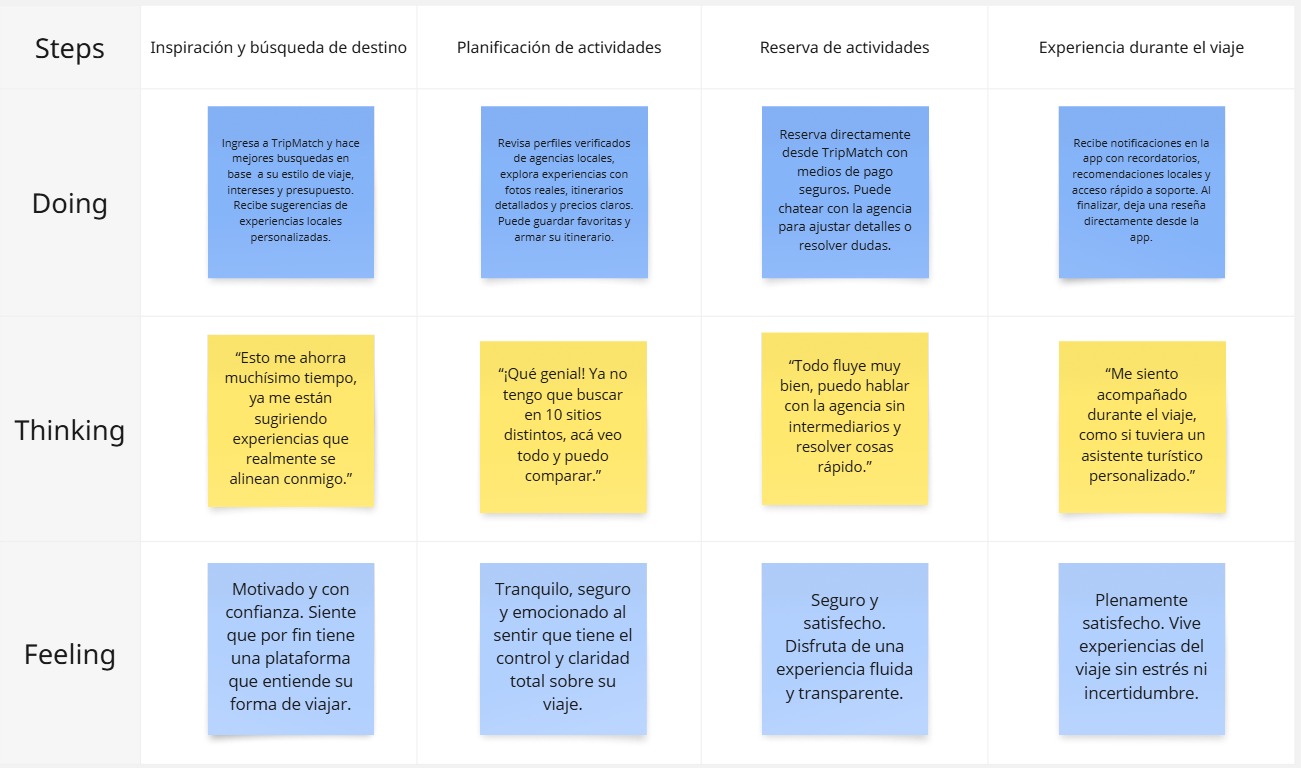 Steps
Inspiración y búsqueda de destino
Planificación de actividades
Reserva de actividades
Experiencia durante el viaje
Doing
Ingresa a TripMatch y hace
mejores busquedas en
base  a su estilo de viaje,
intereses y presupuesto.
Recibe sugerencias de
experiencias locales
personalizadas.
Revisa perfiles verificados
de agencias locales,
explora experiencias con
fotos reales, itinerarios
detallados y precios claros.
Puede guardar favoritas y
armar su itinerario.
Reserva directamente
desde TripMatch con
medios de pago
seguros. Puede
chatear con la agencia
para ajustar detalles o
resolver dudas.
Recibe notificaciones en la
app con recordatorios,
recomendaciones locales y
acceso rápido a soporte. Al
finalizar, deja una reseña
directamente desde la
app.
Thinking
“Esto me ahorra
muchísimo tiempo,
ya me están
sugiriendo
experiencias que
realmente se
alinean conmigo.”
“¡Qué genial! Ya no
tengo que buscar
en 10 sitios
distintos, acá veo
todo y puedo
comparar.”
“Todo fluye muy
bien, puedo hablar
con la agencia sin
intermediarios y
resolver cosas
rápido.”
“Me siento
acompañado
durante el viaje,
como si tuviera un
asistente turístico
personalizado.”
Feeling
Motivado y con
confianza. Siente
que por fin tiene
una plataforma
que entiende su
forma de viajar.
Tranquilo, seguro
y emocionado al
sentir que tiene el
control y claridad
total sobre su
viaje.
Seguro y
satisfecho.
Disfruta de una
experiencia fluida
y transparente.
Plenamente
satisfecho. Vive
experiencias del
viaje sin estrés ni
incertidumbre.